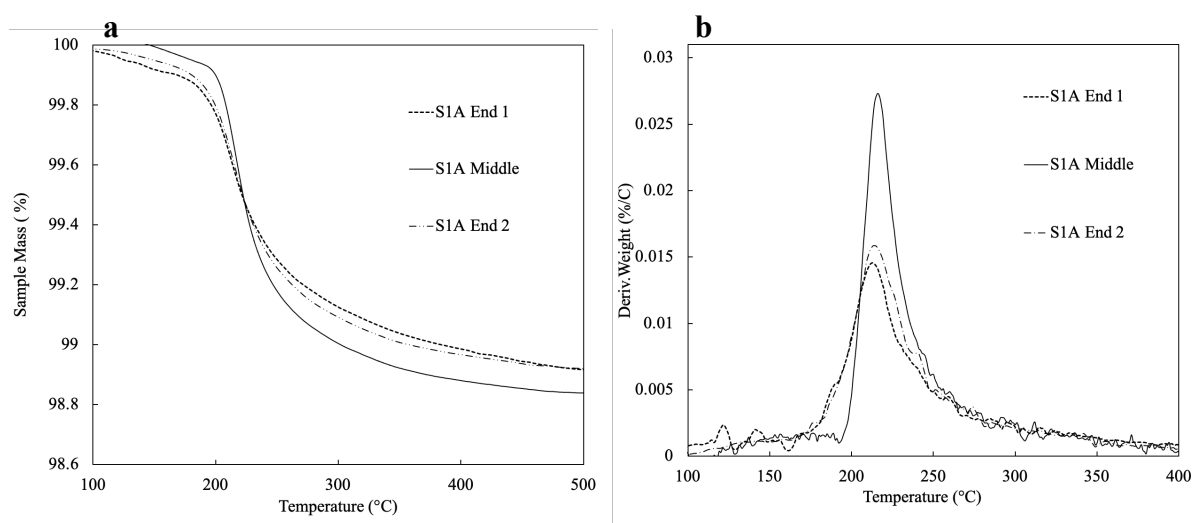 a
100
99.8
99.6
99.4
99.2
99
98.8
98.6
Sample Mass ( %)
S1A End 1
S1A Middle
S1A End 2
100
200
300
400
500
Temperature (°C)
b
0.03
0.025
0.02
0.015
0.01
0.005
0
Deriv.Weight (%/C)
S1A End 1
S1A Middle
S1A End 2
100
150
200
250
300
350
400
Temperature (°C)